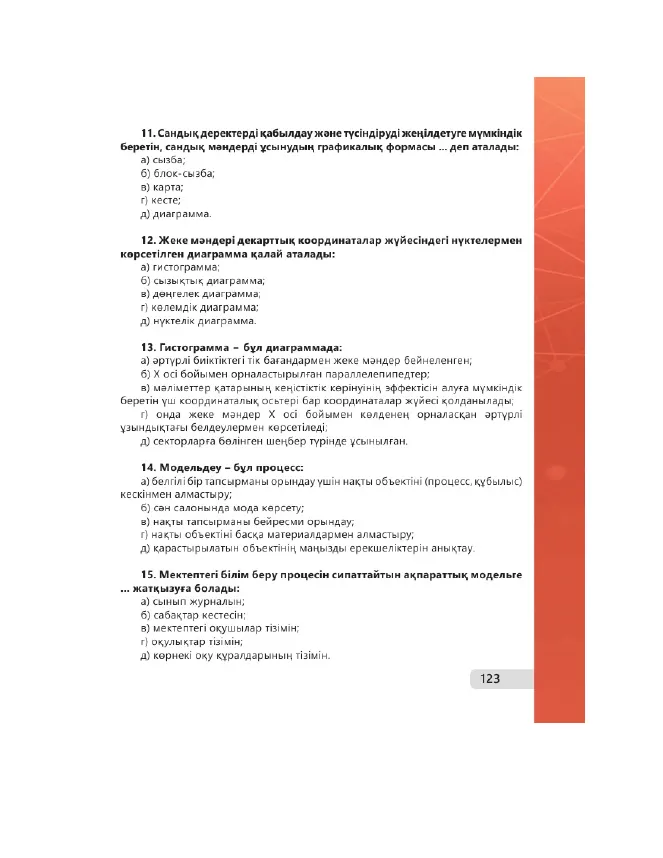 11. Сандық деректерді қабылдау және түсіндіруді жеңілдетуге мүмкіндік
беретін, сандық мәндерді ұсынудың графикалық формасы ... деп аталады:
а) сызба;
б) блок-сызба;
в) карта;
г) кесте;
д) диаграмма.
12. Жеке мәндері декарттық координаталар жүйесіндегі нүктелермен
көрсетілген диаграмма қалай аталады:
а) гистограмма;
б) сызықтық диаграмма;
в) дөңгелек диаграмма;
г) көлемдік диаграмма;
д) нүктелік диаграмма.
13. Гистограмма – бұл диаграммада:
а) әртүрлі биіктіктегі тік бағандармен жеке мәндер бейнеленген;
б) Х осі бойымен орналастырылған параллелепипедтер;
в) мәліметтер қатарының кеңістіктік көрінуінің эффектісін алуға мүмкіндік
беретін үш координаталық осьтері бар координаталар жүйесі қолданылады;
г) онда жеке мәндер Х осі бойымен көлденең орналасқан әртүрлі
ұзындықтағы белдеулермен көрсетіледі;
д) секторларға бөлінген шеңбер түрінде ұсынылған.
14. Модельдеу – бұл процесс:
а) белгілі бір тапсырманы орындау үшін нақты объектіні (процесс, құбылыс)
кескінмен алмастыру;
б) сән салонында мода көрсету;
в) нақты тапсырманы бейресми орындау;
г) нақты объектіні басқа материалдармен алмастыру;
д) қарастырылатын объектінің маңызды ерекшеліктерін анықтау.
15. Мектептегі білім беру процесін сипаттайтын ақпараттық модельге
... жатқызуға болады:
а) сынып журналын;
б) сабақтар кестесін;
в) мектептегі оқушылар тізімін;
г) оқулықтар тізімін;
д) көрнекі оқу құралдарының тізімін.
123